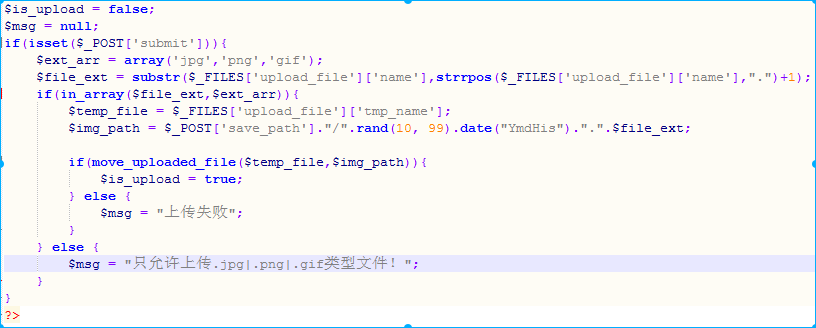 $is_upload = false;
$msg = null;
if(isset($_POST['submit'])){
$ext_arr = array('jpg','png','gif');
$file_ext = substr($_FILES['upload_file']['name'],strrpos($_FILES['upload_file']['name'],".")+1);
if(in_array($file_ext,$ext_arr)){
$temp_file = $_FILES['upload_file']['tmp_name'];
$img_path = $_POST['save_path']."/".rand(10, 99).date("YmdHis").".".$file_ext;
if(move_uploaded_file($temp_file,$img_path)){
$is_upload = true;
} else {
$msg = "上传失败";
}
} else {
$msg = "只允许上传.jpg|.png|.gif类型文件！";
}
}
?>